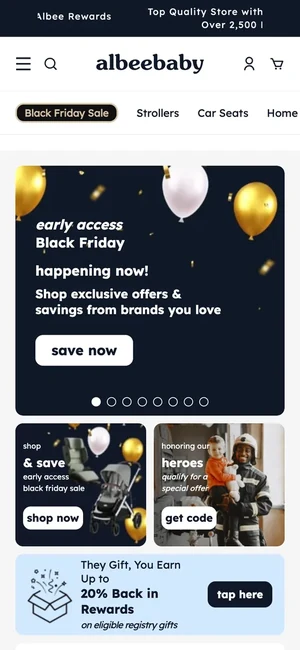 Albee Rewards
Top Quality Store with
Over 2,500
albeebaby
Black Friday Sale
Strollers
Car Seats
Home
early access
Black Friday
happening now!
Shop exclusive offers &
savings from brands you love
save now
shop
& save
early access
black friday sale
shop now
honoring our
heroes
qualify for a
special offer
get code
They Gift, You Earn
Up to
20% Back in
Rewards
on eligible registry gifts
tap here